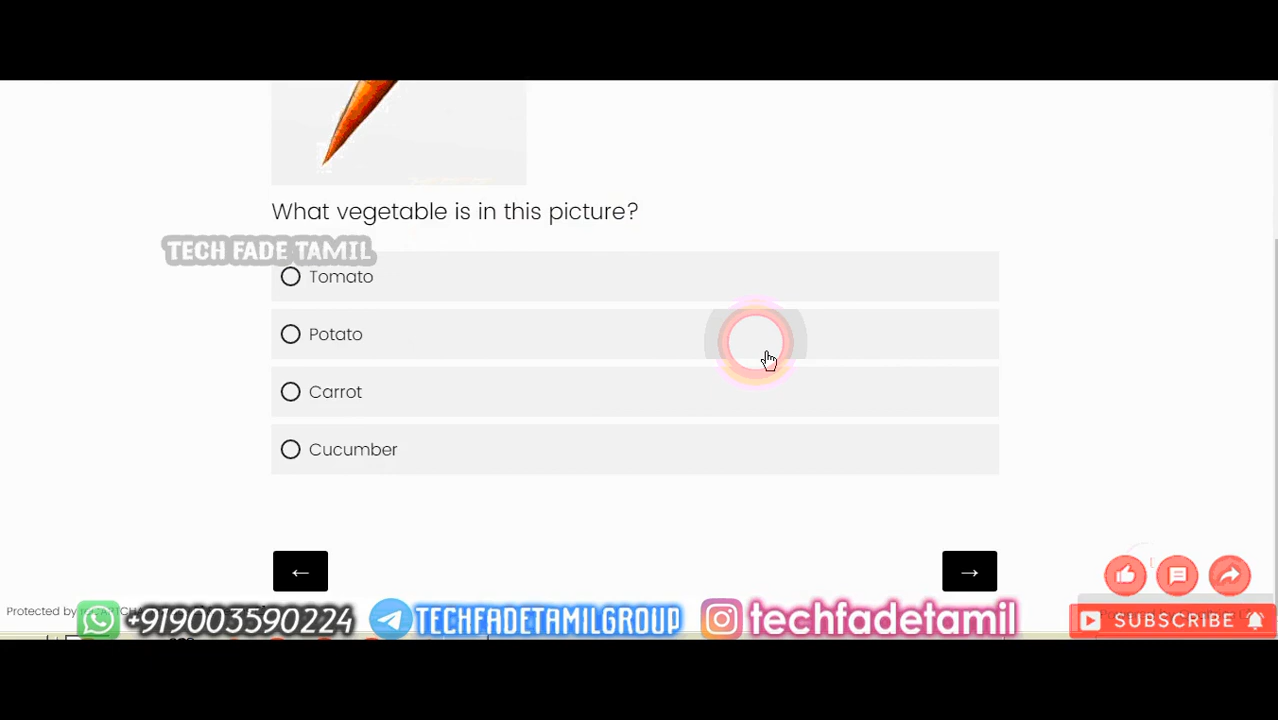 What vegetable is in this picture?
TECH FADE TAMIL
Tomato
Potato
Carrot
Cucumber
←
→
Protected by reCAPTCHA
+919003590224
TECHFADETAMILGROUP
techfadetamil
SUBSCRIBE